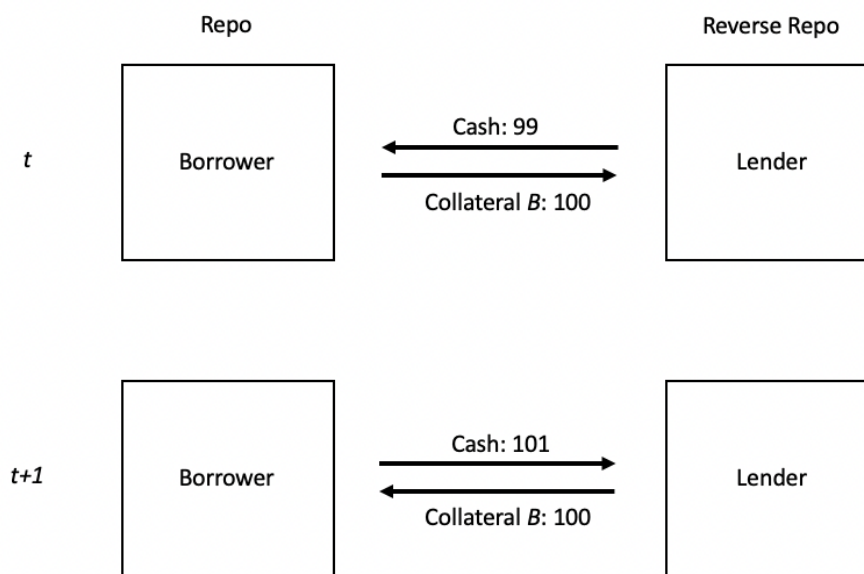 Repo
Reverse Repo
Cash: 99
t
Borrower
Lender
Collateral B: 100
Cash: 101
t+1
Borrower
Lender
Collateral B: 100